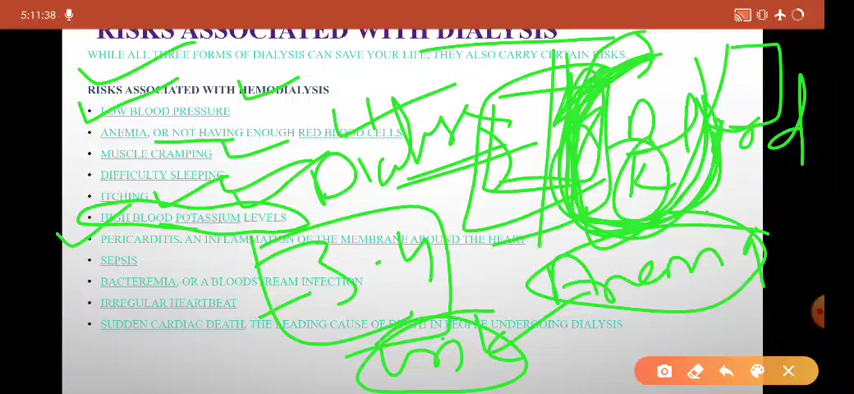 5:11:38
RISKS ASSOCIATED WITH DIALYSIS
WHILE ALL THREE FORMS OF DIALYSIS CAN SAVE YOUR LIFE, THEY ALSO CARRY CERTAIN RISKS.
RISKS ASSOCIATED WITH HEMODIALYSIS
• LOW BLOOD PRESSURE
• ANEMIA, OR NOT HAVING ENOUGH RED BLOOD CELLS
• MUSCLE CRAMPING
• DIFFICULTY SLEEPING
• ITCHING
• HIGH BLOOD POTASSIUM LEVELS
• PERICARDITIS, AN INFLAMMATION OF THE MEMBRANE AROUND THE HEART
• SEPSIS
• BACTEREMIA, OR A BLOODSTREAM INFECTION
• IRREGULAR HEARTBEAT
• SUDDEN CARDIAC DEATH, THE LEADING CAUSE OF DEATH IN PEOPLE UNDERGOING DIALYSIS
K
3.4